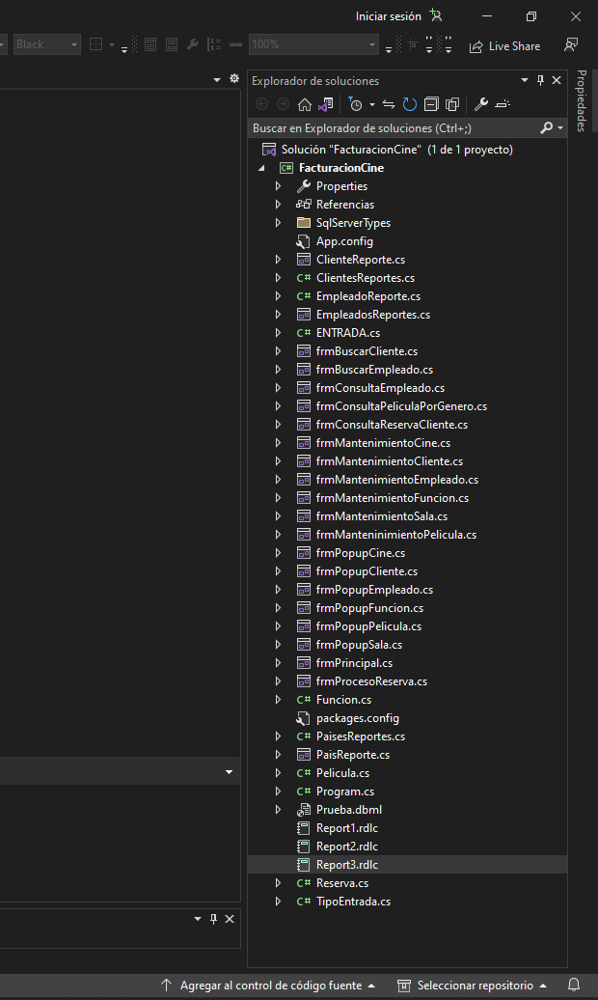 Iniciar sesión
Black
100%
Live Share
Explorador de soluciones
Propiedades
Buscar en Explorador de soluciones (Ctrl+;)
Solución "FacturacionCine" (1 de 1 proyecto)
C# FacturacionCine
Properties
Referencias
SqlServerTypes
App.config
ClienteReporte.cs
C# ClientesReportes.cs
C# EmpleadoReporte.cs
EmpleadosReportes.cs
C# ENTRADA.cs
frmBuscarCliente.cs
frmBuscarEmpleado.cs
frmConsultaEmpleado.cs
frmConsultaPeliculaPorGenero.cs
frmConsultaReservaCliente.cs
frmMantenimientoCine.cs
frmMantenimientoCliente.cs
frmMantenimientoEmpleado.cs
frmMantenimientoFuncion.cs
frmMantenimientoSala.cs
frmManteninimientoPelicula.cs
frmPopupCine.cs
frmPopupCliente.cs
frmPopupEmpleado.cs
frmPopupFuncion.cs
frmPopupPelicula.cs
frmPopupSala.cs
frmPrincipal.cs
frmProcesoReserva.cs
C# Funcion.cs
packages.config
C# PaisesReportes.cs
PaisReporte.cs
C# Pelicula.cs
C# Program.cs
Prueba.dbml
Report1.rdlc
Report2.rdlc
Report3.rdlc
C# Reserva.cs
C# TipoEntrada.cs
Agregar al control de código fuente
Seleccionar repositorio